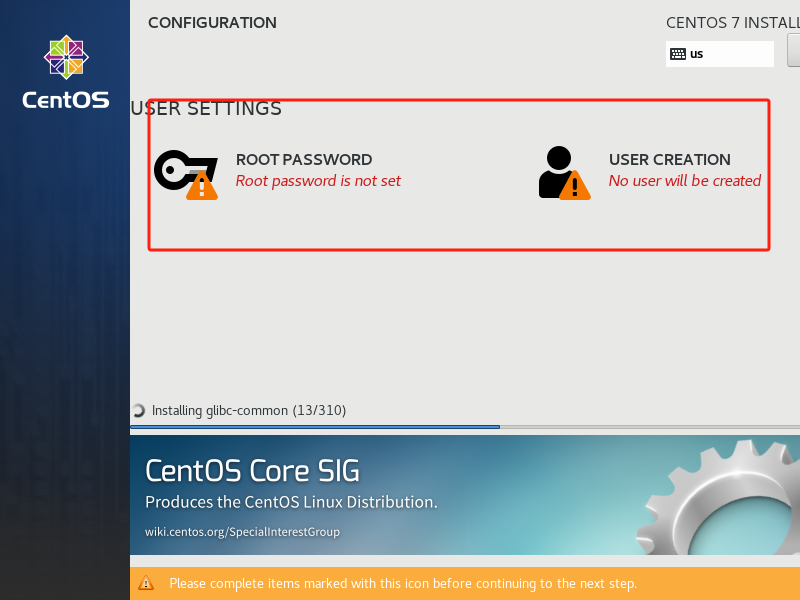 CONFIGURATION
CENTOS 7 INSTALL
us
CentOS
USER SETTINGS
ROOT PASSWORD
Root password is not set
USER CREATION
No user will be created
Installing glibc-common (13/310)
CentOS Core SIG
Produces the CentOS Linux Distribution.
wiki.centos.org/SpecialInterestGroup
Please complete items marked with this icon before continuing to the next step.